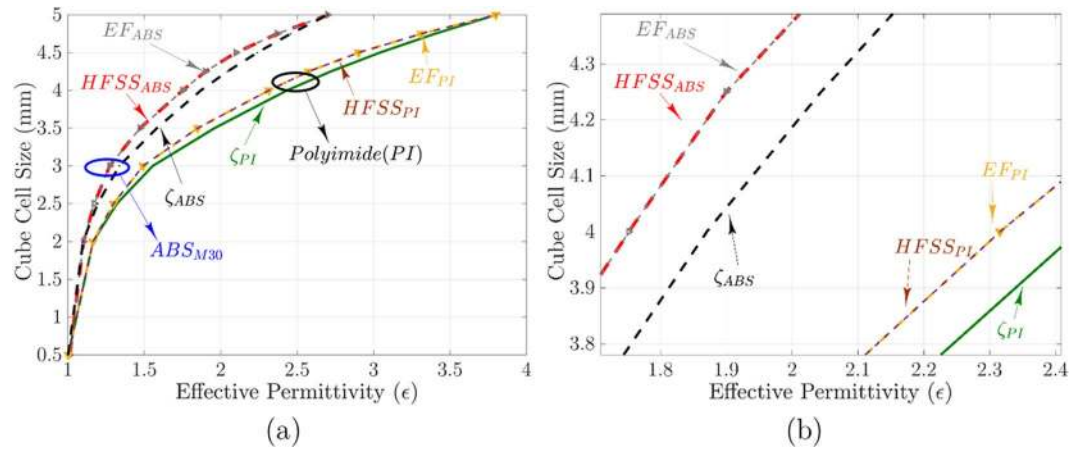 5
4.5
4
3.5
3
2.5
2
1.5
1
0.5
Cube Cell Size (mm)
EF_ABS
HFSS_ABS
EF_PI
HFSS_PI
ζ_PI
Polyimide(PI)
ζ_ABS
ABS_M30
1 1.5 2 2.5 3 3.5 4
Effective Permittivity (ϵ)
(a)
4.3
4.2
4.1
4
3.9
3.8
Cube Cell Size (mm)
EF_ABS
HFSS_ABS
EF_PI
HFSS_PI
ζ_ABS
ζ_PI
1.8 1.9 2 2.1 2.2 2.3 2.4
Effective Permittivity (ϵ)
(b)